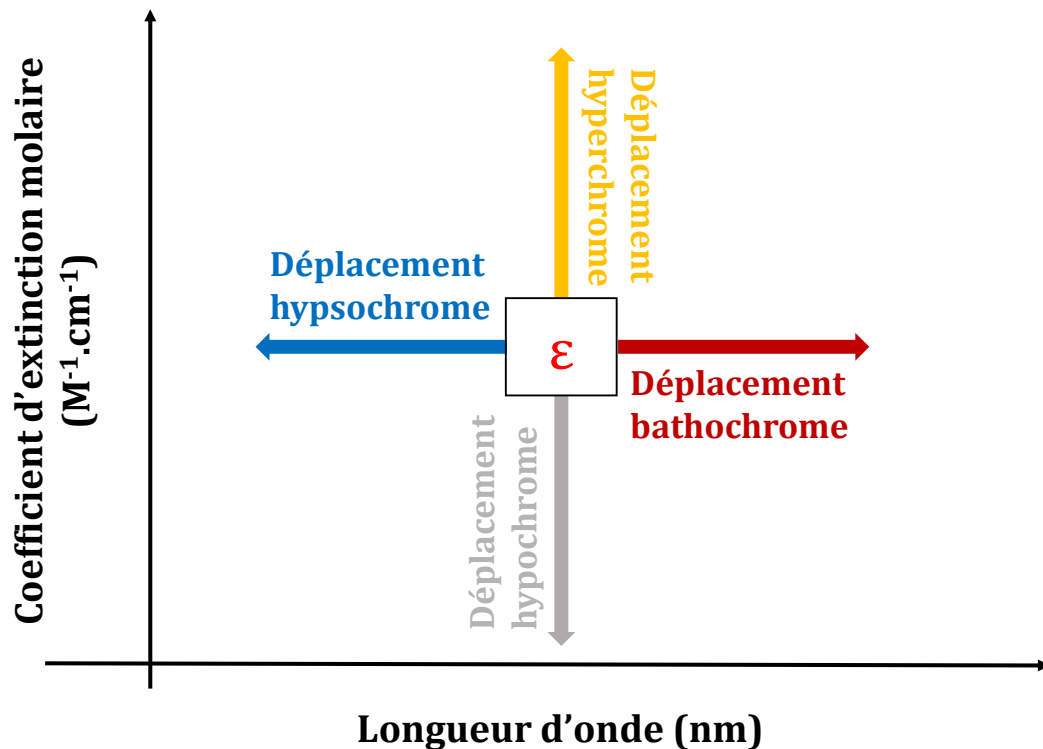 Coefficient d’extinction molaire
(M⁻¹.cm⁻¹)
Déplacement
hyperchrome
Déplacement
hypsochrome
ε
Déplacement
bathochrome
Déplacement
hypochrome
Longueur d’onde (nm)